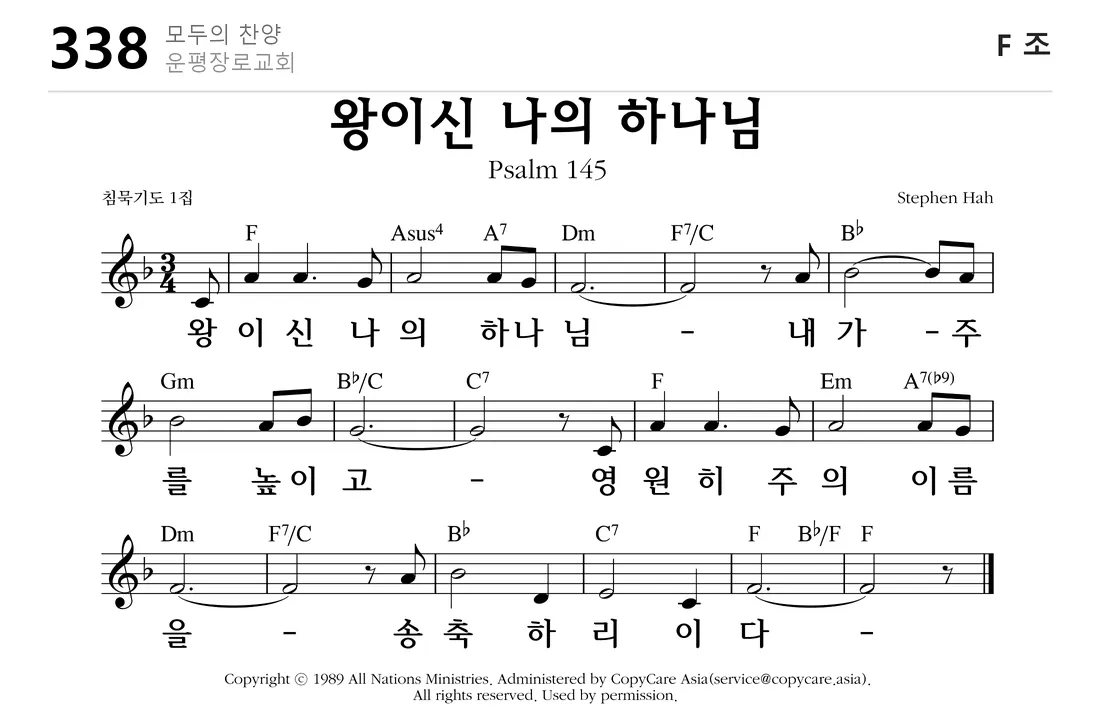 338 모두의 찬양
운평장로교회
F 조
왕이신 나의 하나님
Psalm 145
침묵기도 1집 Stephen Hah
F Asus4 A7 Dm F7/C B♭
3/4
왕 이 신 나 의 하 나 님 - 내 가 - 주
Gm B♭/C C7 F Em A7(♭9)
를 높 이 고 - 영 원 히 주 의 이 름
Dm F7/C B♭ C7 F B♭/F F
을 - 송 축 하 리 이 다 -
Copyright ⓒ 1989 All Nations Ministries. Administered by CopyCare Asia(service@copycare.asia).
All rights reserved. Used by permission.